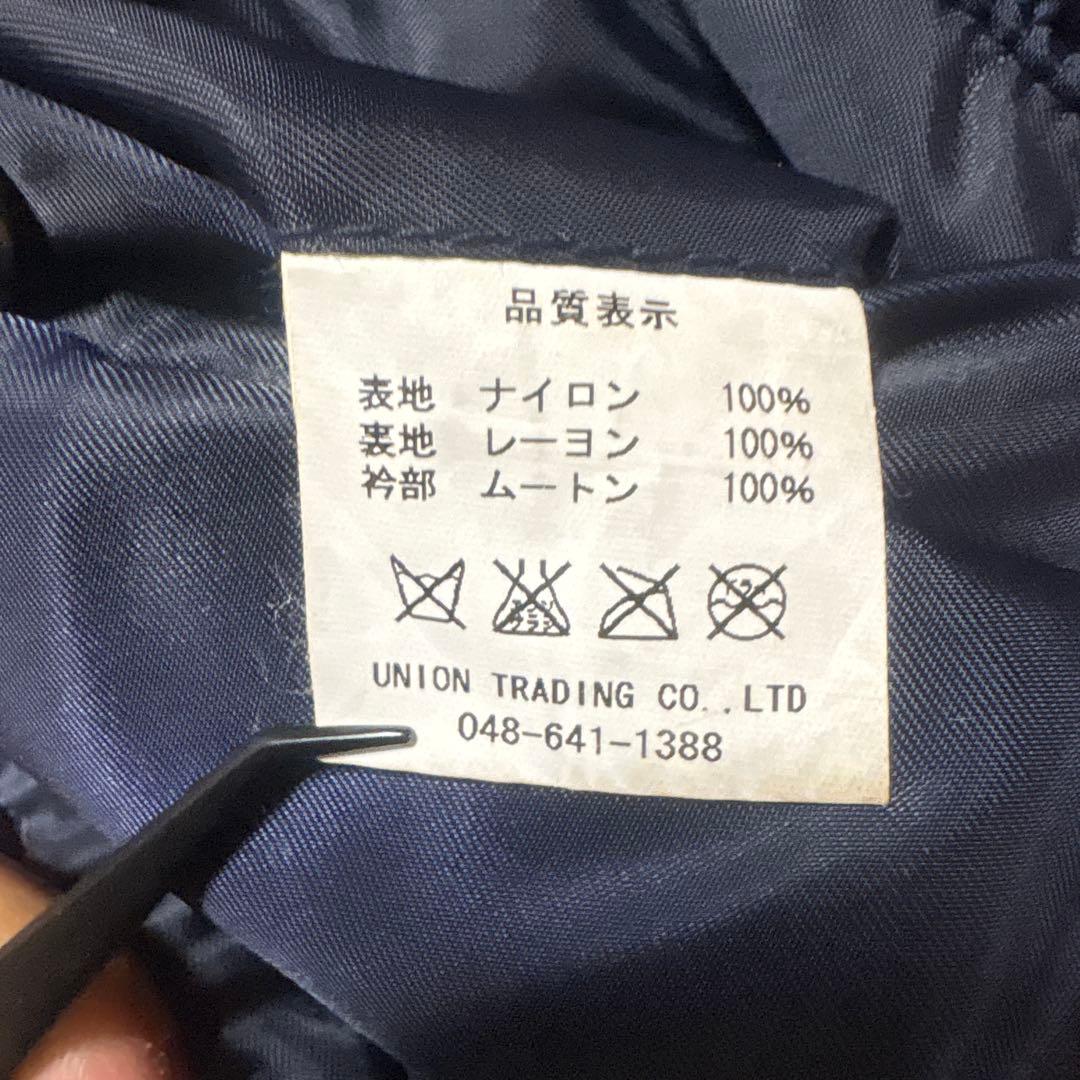 品質表示
表地 ナイロン 100%
裏地 レーヨン 100%
衿部 ムートン 100%
UNION TRADING CO.,LTD
048-641-1388